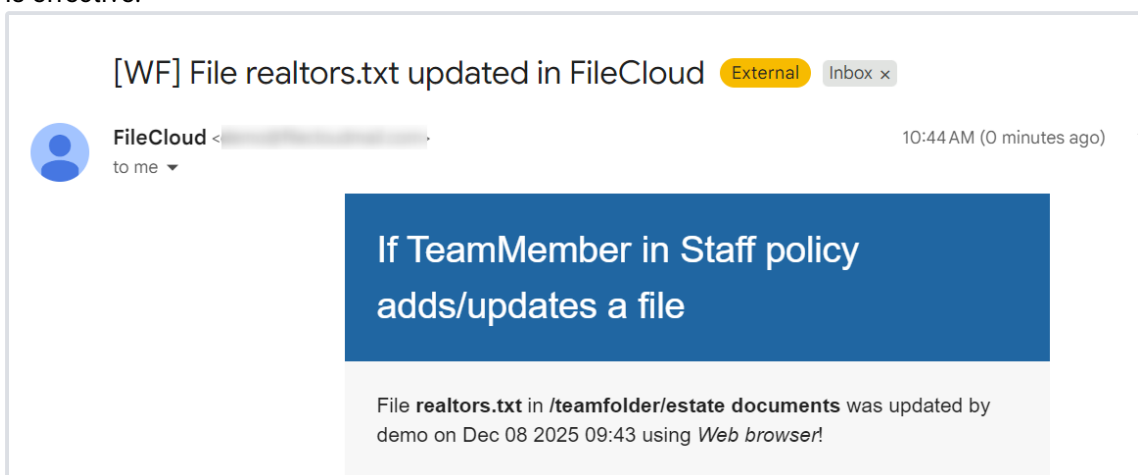 [WF] File realtors.txt updated in FileCloud External Inbox ×
FileCloud <
10:44 AM (0 minutes ago)
to me
If TeamMember in Staff policy
adds/updates a file
File realtors.txt in /teamfolder/estate documents was updated by
demo on Dec 08 2025 09:43 using Web browser!